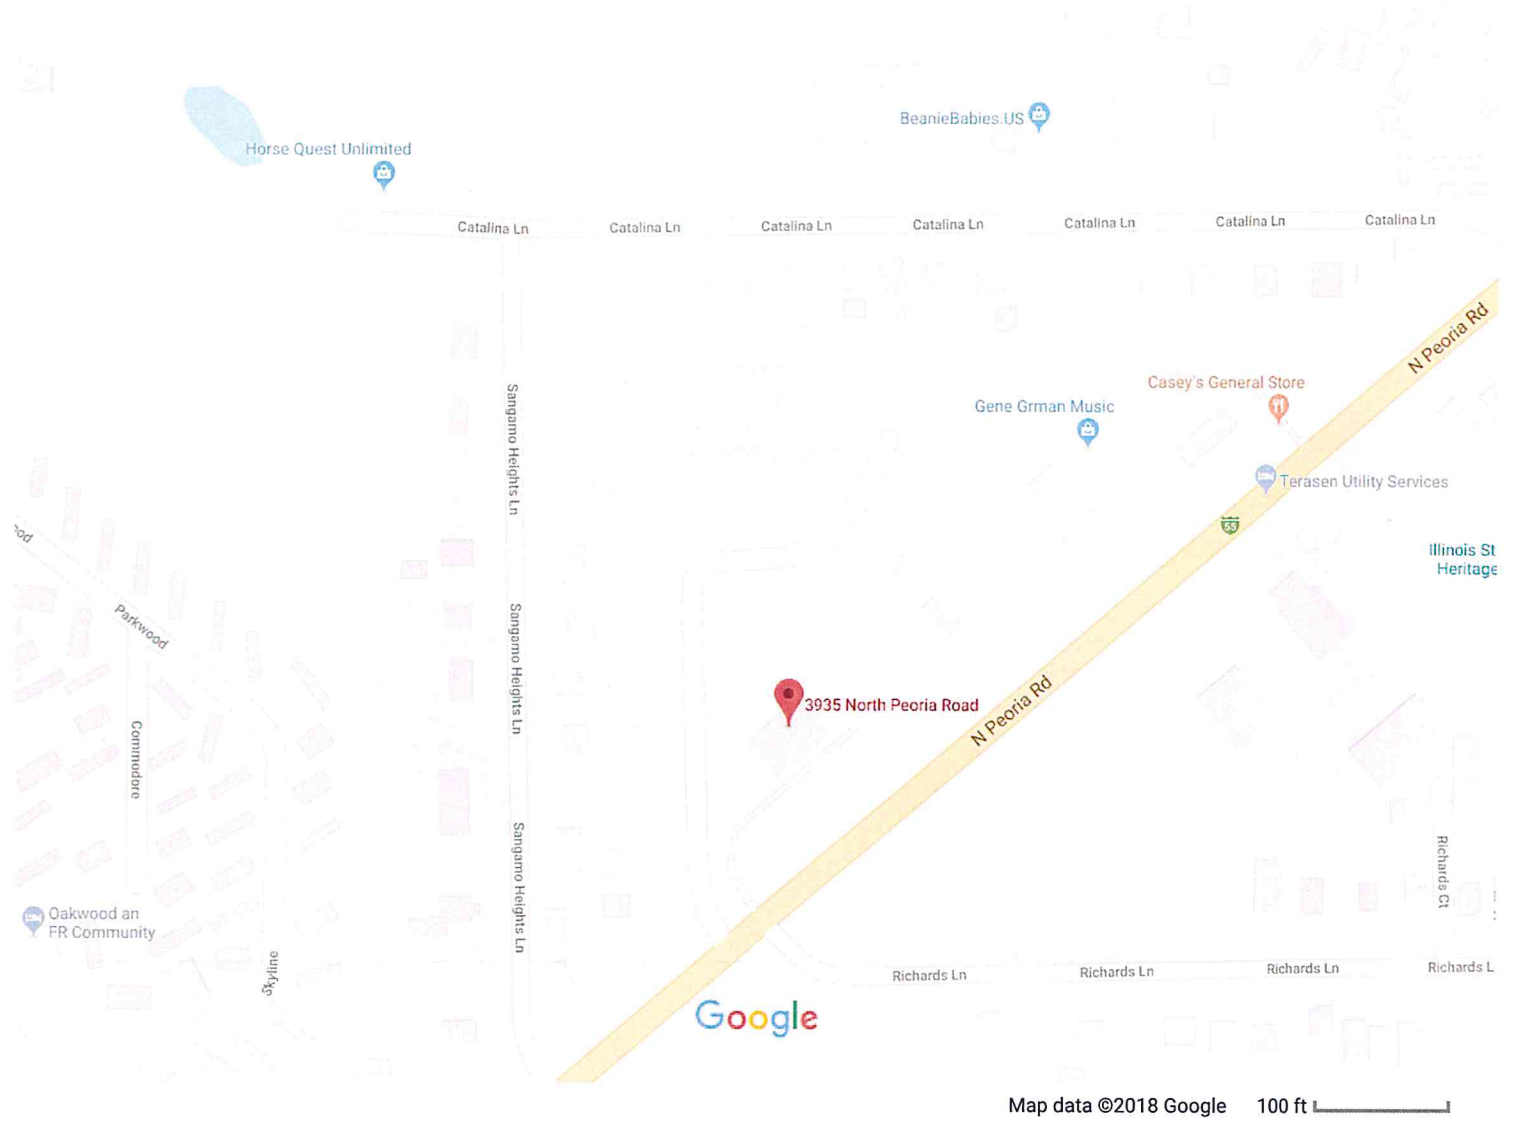 BeanieBabies.US
Horse Quest Unlimited
Catalina Ln
Catalina Ln
Catalina Ln
Catalina Ln
Catalina Ln
Catalina Ln
Catalina Ln
N Peoria Rd
Casey's General Store
Gene Grman Music
Sangamo Heights Ln
Terasen Utility Services
55
ood
Illinois St
Heritage
Parkwood
Sangamo Heights Ln
3935 North Peoria Road
N Peoria Rd
Commodore
Sangamo Heights Ln
Richards Ct
Oakwood an
FR Community
Skyline
Richards Ln
Richards Ln
Richards Ln
Richards L
Google
Map data ©2018 Google 100 ft